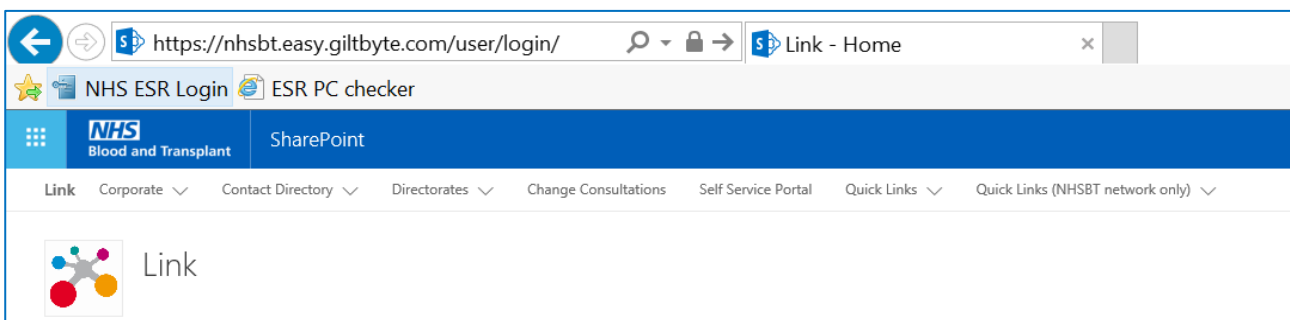 https://nhsbt.easy.giltbyte.com/user/login/ Link - Home
NHS ESR Login ESR PC checker
NHS
Blood and Transplant SharePoint
Link Corporate Contact Directory Directorates Change Consultations Self Service Portal Quick Links Quick Links (NHSBT network only)
Link